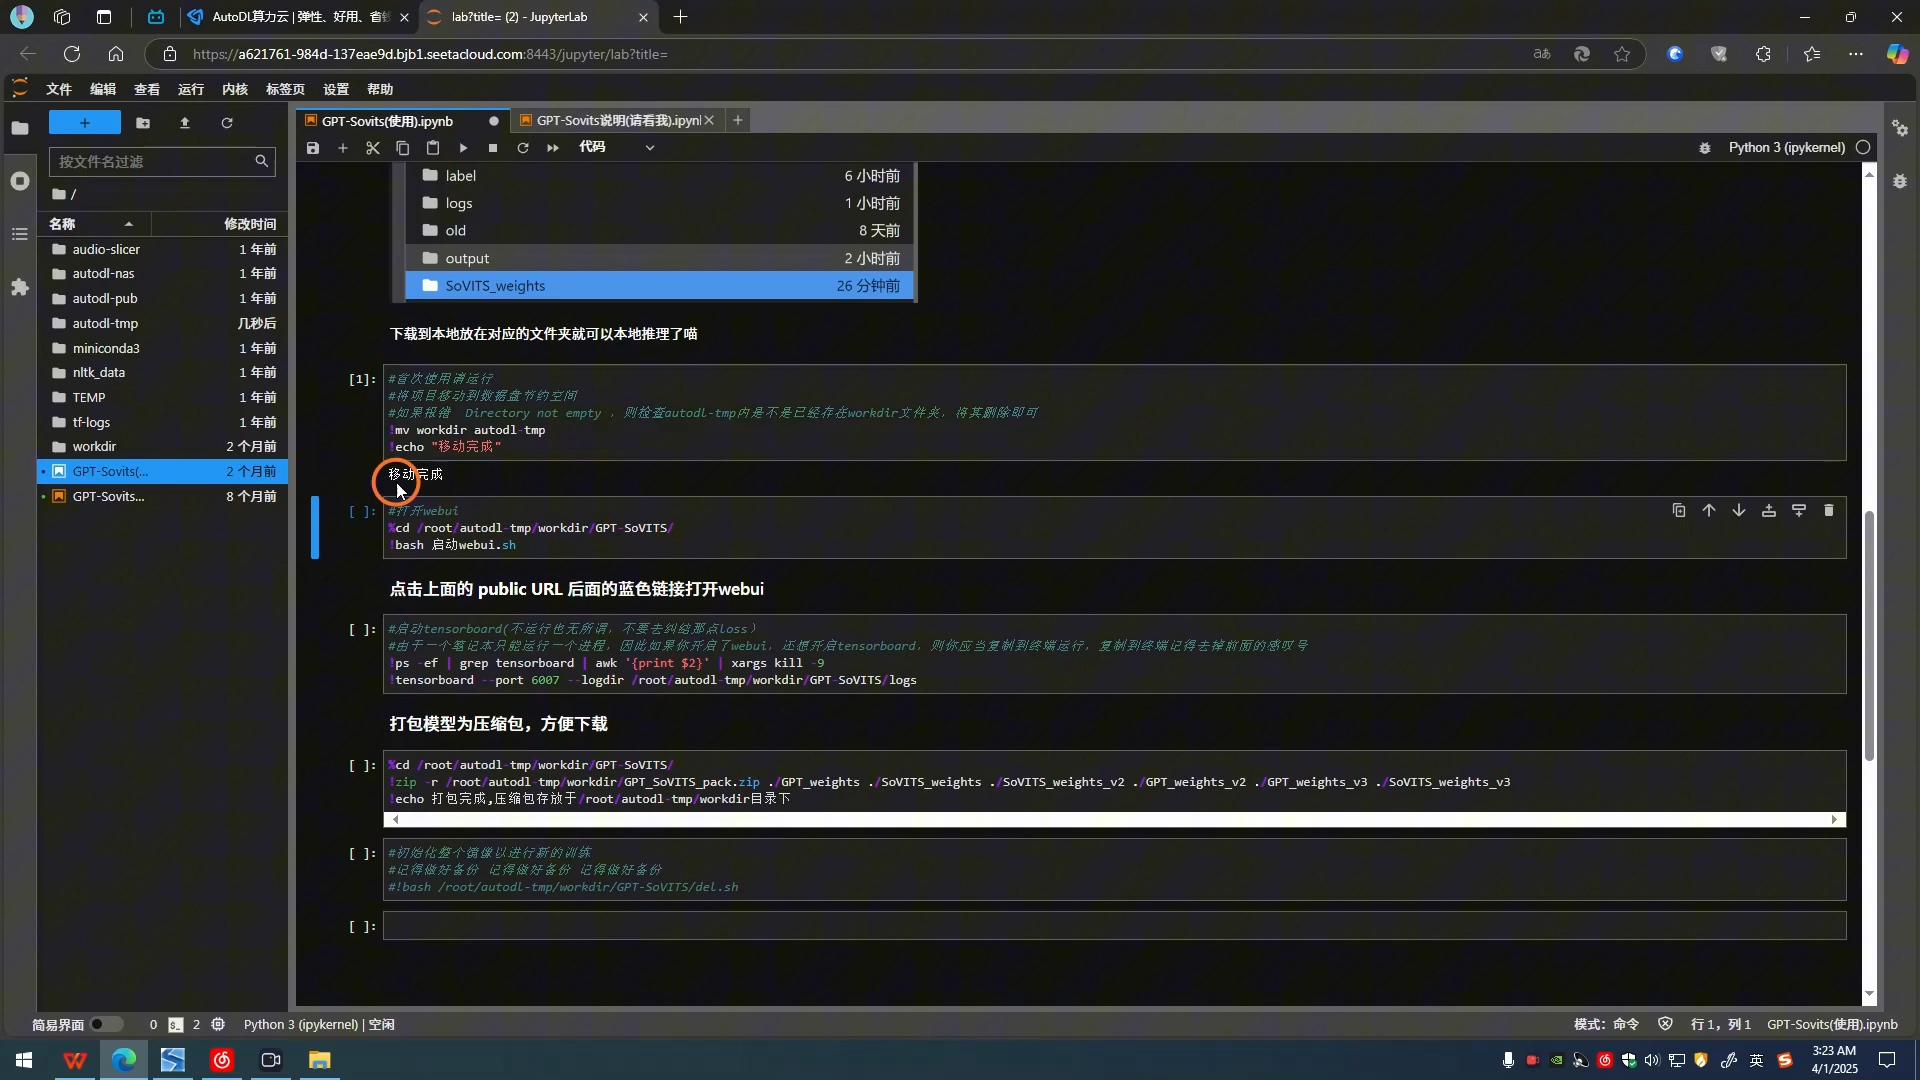 AutoDL算力云 | 弹性、好用、省钱
lab?title= (2) - JupyterLab
https://a621761-984d-137eae9d.bjb1.seetacloud.com:8443/jupyter/lab?title=
文件 编辑 查看 运行 内核 标签页 设置 帮助
GPT-Sovits(使用).ipynb
GPT-Sovits说明(请看我).ipynl
代码
Python 3 (ipykernel)
按文件名过滤
/
名称 修改时间
audio-slicer 1 年前
autodl-nas 1 年前
autodl-pub 1 年前
autodl-tmp 几秒后
miniconda3 1 年前
nltk_data 1 年前
TEMP 1 年前
tf-logs 1 年前
workdir 2 个月前
GPT-Sovits(... 2 个月前
GPT-Sovits... 8 个月前
label 6 小时前
logs 1 小时前
old 8 天前
output 2 小时前
SoVITS_weights 26 分钟前
下载到本地放在对应的文件夹就可以本地推理了喵
[1]: #首次使用请运行
#将项目移动到数据盘节约空间
#如果报错 Directory not empty ，则检查autodl-tmp内是不是已经存在workdir文件夹，将其删除即可
!mv workdir autodl-tmp
!echo "移动完成"
移动完成
[ ]: #打开webui
%cd /root/autodl-tmp/workdir/GPT-SoVITS/
!bash 启动webui.sh
点击上面的 public URL 后面的蓝色链接打开webui
[ ]: #启动tensorboard(不运行也无所谓，不要去纠结那点loss）
#由于一个笔记本只能运行一个进程，因此如果你开启了webui，还想开启tensorboard，则你应当复制到终端运行，复制到终端记得去掉前面的感叹号
!ps -ef | grep tensorboard | awk '{print $2}' | xargs kill -9
!tensorboard --port 6007 --logdir /root/autodl-tmp/workdir/GPT-SoVITS/logs
打包模型为压缩包，方便下载
[ ]: %cd /root/autodl-tmp/workdir/GPT-SoVITS/
!zip -r /root/autodl-tmp/workdir/GPT_SoVITS_pack.zip ./GPT_weights ./SoVITS_weights ./SoVITS_weights_v2 ./GPT_weights_v2 ./GPT_weights_v3 ./SoVITS_weights_v3
!echo 打包完成,压缩包存放于/root/autodl-tmp/workdir目录下
[ ]: #初始化整个镜像以进行新的训练
#记得做好备份 记得做好备份 记得做好备份
#!bash /root/autodl-tmp/workdir/GPT-SoVITS/del.sh
[ ]:
简易界面 0 2 Python 3 (ipykernel) | 空闲
模式：命令 行 1，列 1 GPT-Sovits(使用).ipynb
英
3:23 AM
4/1/2025